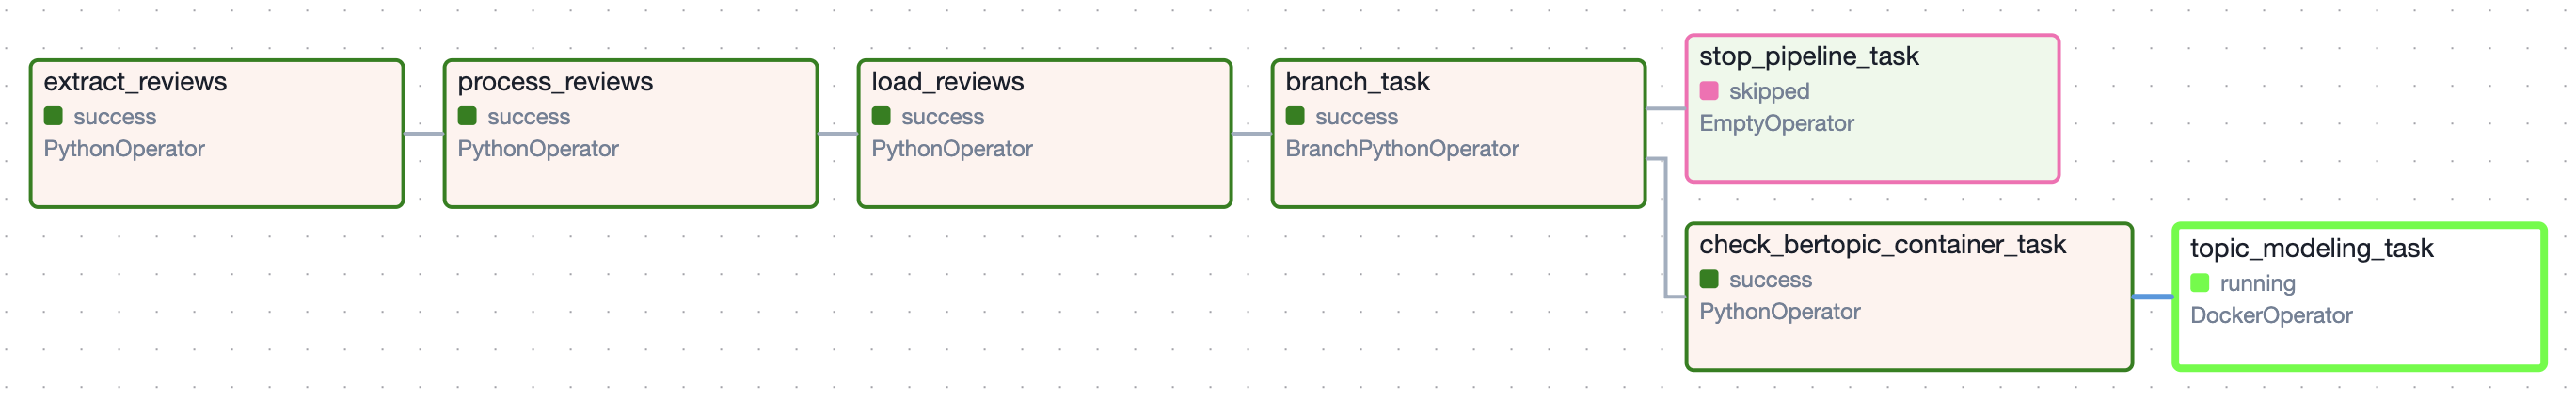 extract_reviews
success
PythonOperator
process_reviews
success
PythonOperator
load_reviews
success
PythonOperator
branch_task
success
BranchPythonOperator
stop_pipeline_task
skipped
EmptyOperator
check_bertopic_container_task
success
PythonOperator
topic_modeling_task
running
DockerOperator